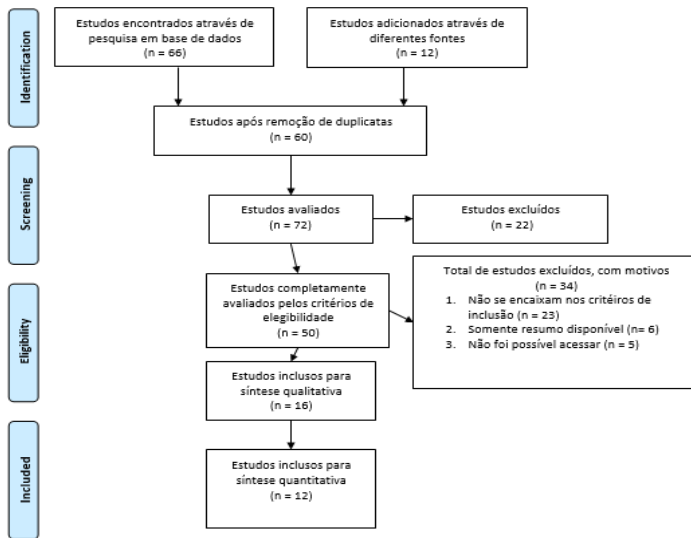 Identification
Estudos encontrados através de
pesquisa em base de dados
(n = 66)
Estudos adicionados através de
diferentes fontes
(n = 12)
Estudos após remoção de duplicatas
(n = 60)
Screening
Estudos avaliados
(n = 72)
Estudos excluídos
(n = 22)
Eligibility
Estudos completamente
avaliados pelos critérios de
elegebilidade
(n = 50)
Total de estudos excluídos, com motivos
(n = 34)
1. Não se encaixam nos critéiros de
inclusão (n = 23)
2. Somente resumo disponível (n= 6)
3. Não foi possível acessar (n = 5)
Estudos inclusos para
síntese qualitativa
(n = 16)
Included
Estudos inclusos para
síntese quantitativa
(n = 12)